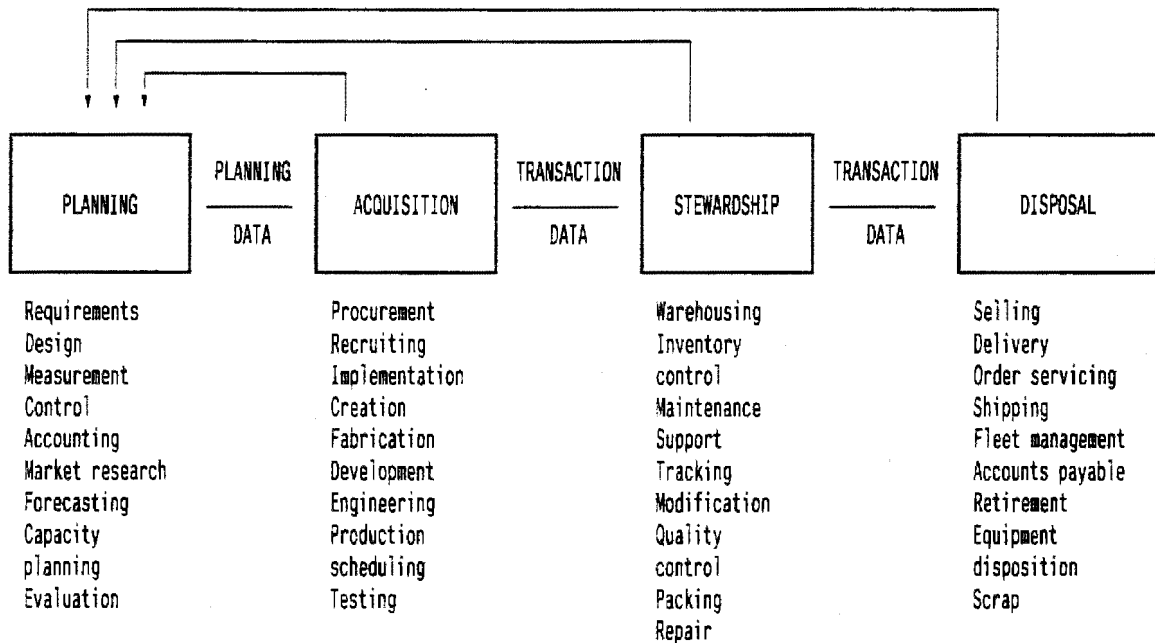 PLANNING
PLANNING
DATA
ACQUISITION
TRANSACTION
DATA
STEWARDSHIP
TRANSACTION
DATA
DISPOSAL
Requirements
Design
Measurement
Control
Accounting
Market research
Forecasting
Capacity
planning
Evaluation
Procurement
Recruiting
Implementation
Creation
Fabrication
Development
Engineering
Production
scheduling
Testing
Warehousing
Inventory
control
Maintenance
Support
Tracking
Modification
Quality
control
Packing
Repair
Selling
Delivery
Order servicing
Shipping
Fleet management
Accounts payable
Retirement
Equipment
disposition
Scrap